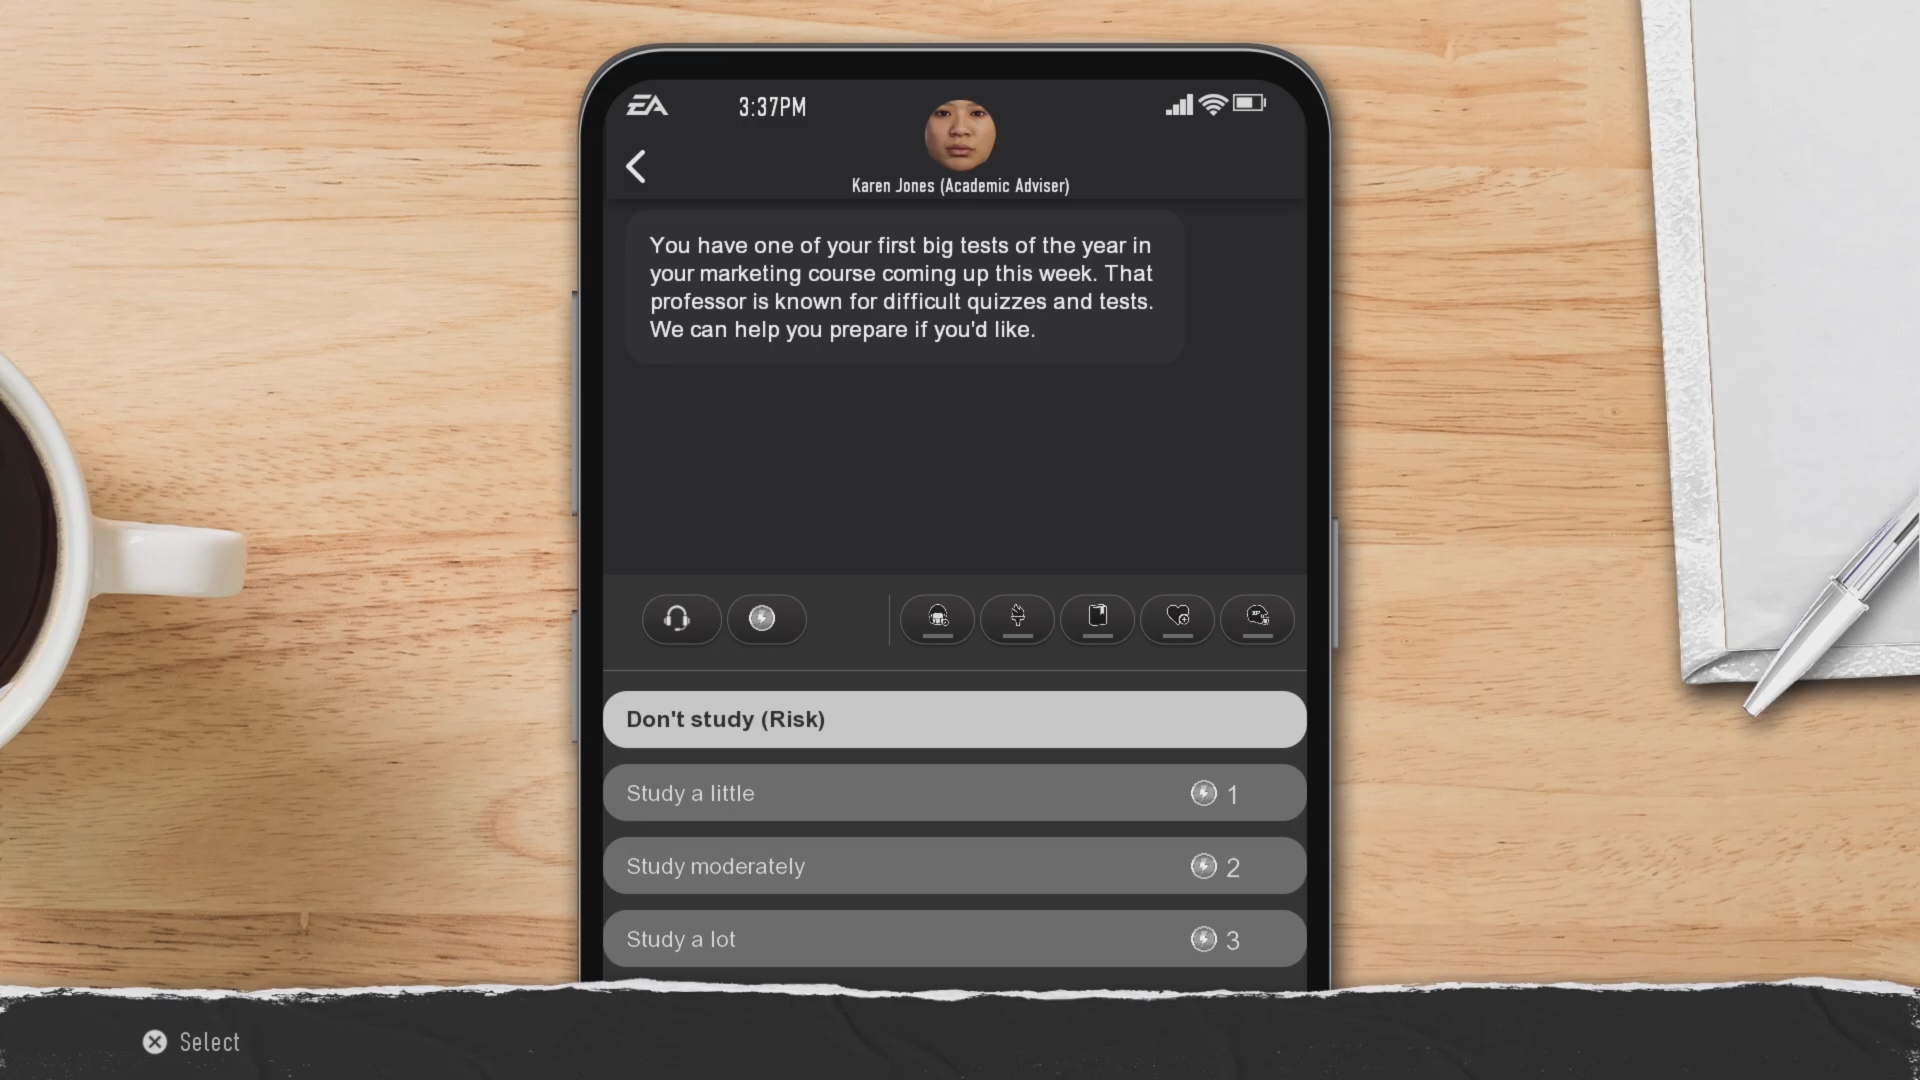 EA
3:37PM
Karen Jones (Academic Adviser)
You have one of your first big tests of the year in
your marketing course coming up this week. That
professor is known for difficult quizzes and tests.
We can help you prepare if you'd like.
XP
Don't study (Risk)
Study a little 1
Study moderately 2
Study a lot 3
Select